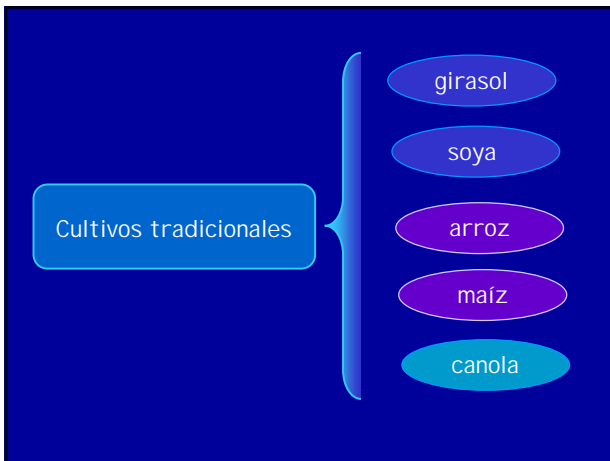 girasol
soya
Cultivos tradicionales
arroz
maíz
canola